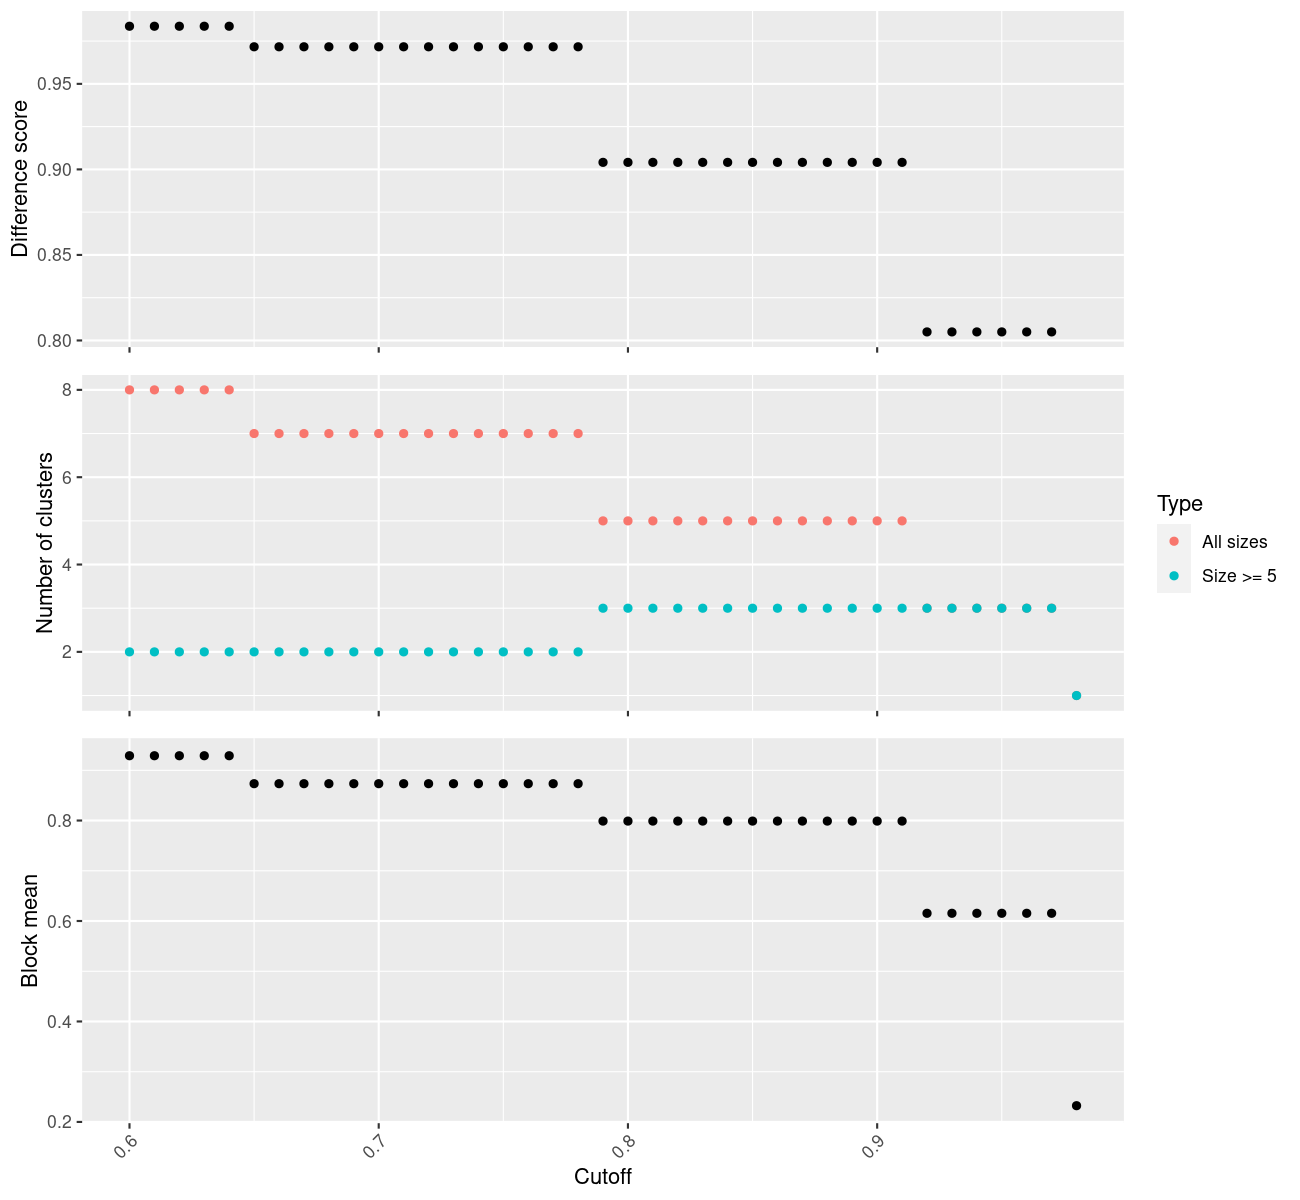 Difference score
0.95
0.90
0.85
0.80
Number of clusters
8
6
4
2
Type
All sizes
Size >= 5
Block mean
0.8
0.6
0.4
0.2
0.6 0.7 0.8 0.9
Cutoff